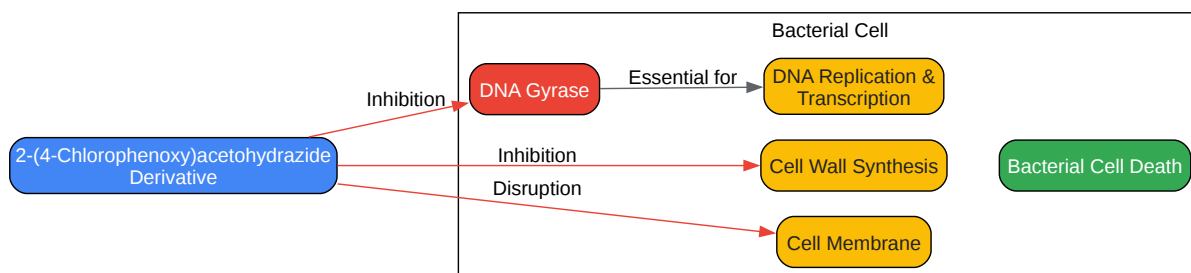 Bacterial Cell
DNA Gyrase
Essential for
DNA Replication &
Transcription
Inhibition
2-(4-Chlorophenoxy)acetohydrazide
Derivative
Inhibition
Cell Wall Synthesis
Bacterial Cell Death
Disruption
Cell Membrane